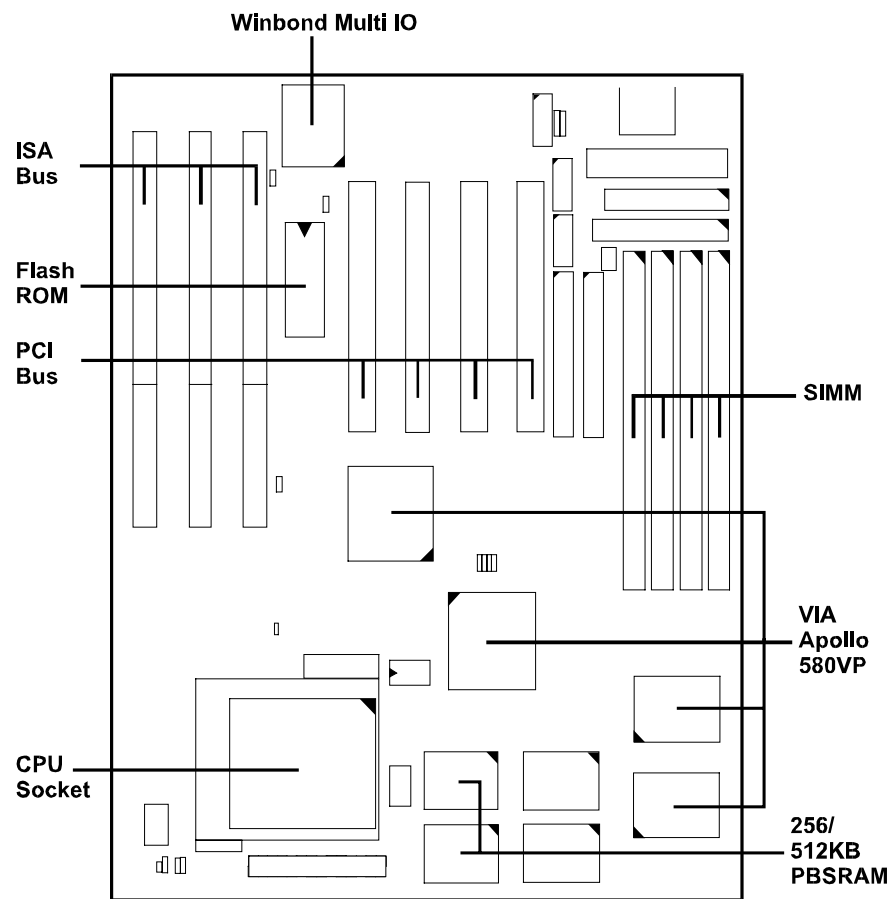 Winbond Multi IO
ISA
Bus
Flash
ROM
PCI
Bus
SIMM
VIA
Apollo
580VP
CPU
Socket
256/
512KB
PBSRAM